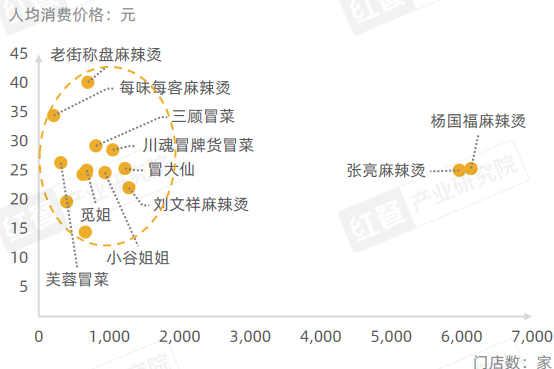 人均消费价格：元
45
老街称盘麻辣烫
40
每味每客麻辣烫
35
三顾冒菜
杨国福麻辣烫
30
川魂冒牌货冒菜
25
冒大仙
张亮麻辣烫
20
刘文祥麻辣烫
觅姐
15
10
小谷姐姐
芙蓉冒菜
5
0 1,000 2,000 3,000 4,000 5,000 6,000 7,000
门店数：家
红餐产业研究院